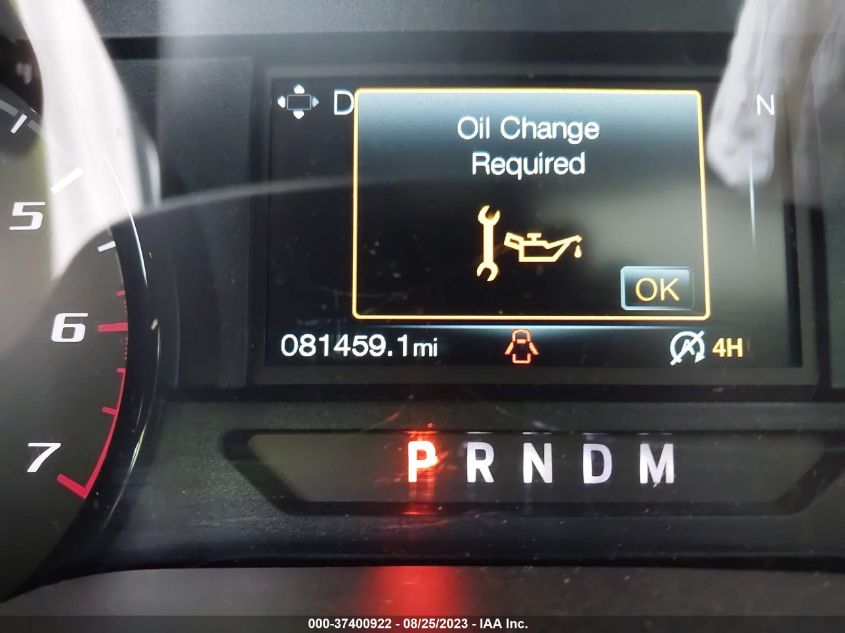 D
N
Oil Change
Required
OK
5
6
7
081459.1mi
A 4H
P R N D M
000-37400922 - 08/25/2023 - IAA Inc.